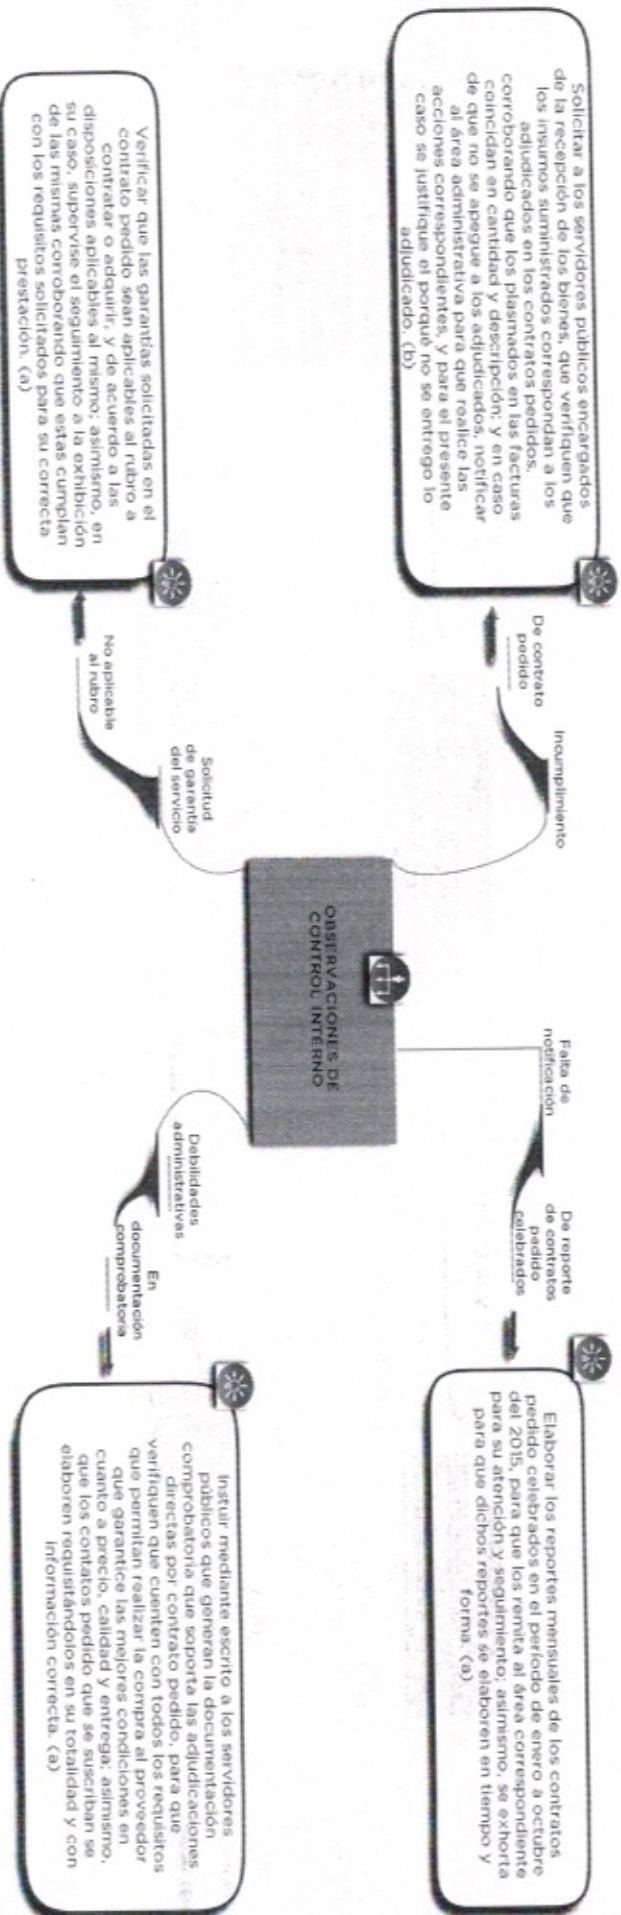 Solicitar a los servidores públicos encargados
de la recepción de los bienes, que verifiquen que
los insumos suministrados correspondan a los
adjudicados en los contratos pedidos,
corroborando que los plasmados en las facturas
coincidan en cantidad y descripción; y en caso
de que no se apegue a los adjudicados, notificar
al área administrativa para que realice las
acciones correspondientes, y para el presente
caso se justifique el porqué no se entrego lo
adjudicado. (b)
De contrato
pedido
Incumplimiento
Falta de
notificación
De reporte
de contratos
pedido
celebrados
Elaborar los reportes mensuales de los contratos
pedido celebrados en el período de enero a octubre
del 2015, para que los remita al área correspondiente
para su atención y seguimiento; asimismo, se exhorta
para que dichos reportes se elaboren en tiempo y
forma. (a)
OBSERVACIONES DE
CONTROL INTERNO
Verificar que las garantías solicitadas en el
contrato pedido sean aplicables al rubro a
contratar o adquirir, y de acuerdo a las
disposiciones aplicables al mismo; asimismo, en
su caso, supervise el seguimiento a la exhibición
de las mismas corroborando que estas cumplan
con los requisitos solicitados para su correcta
prestación. (a)
No aplicable
al rubro
Solicitud
de garantía
del servicio
Debilidades
administrativas
En
documentación
comprobatoria
Instuir mediante escrito a los servidores
públicos que generan la documentación
comprobatoria que soporta las adjudicaciones
directas por contrato pedido, para que
verifiquen que cuenten con todos los requisitos
que permitan realizar la compra al proveedor
que garantice las mejores condiciones en
cuanto a precio, calidad y entrega; asimismo,
que los contatos pedido que se suscriban se
elaboren requisitándolos en su totalidad y con
información correcta. (a)